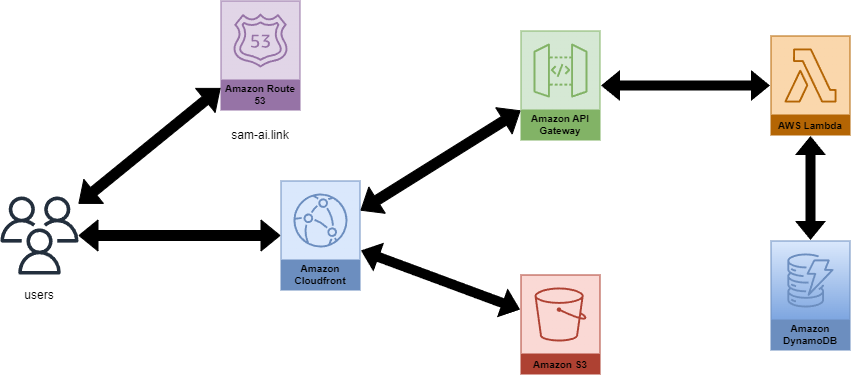 53
Amazon Route
53
sam-ai.link
Amazon API
Gateway
AWS Lambda
users
Amazon
Cloudfront
Amazon S3
Amazon
DynamoDB